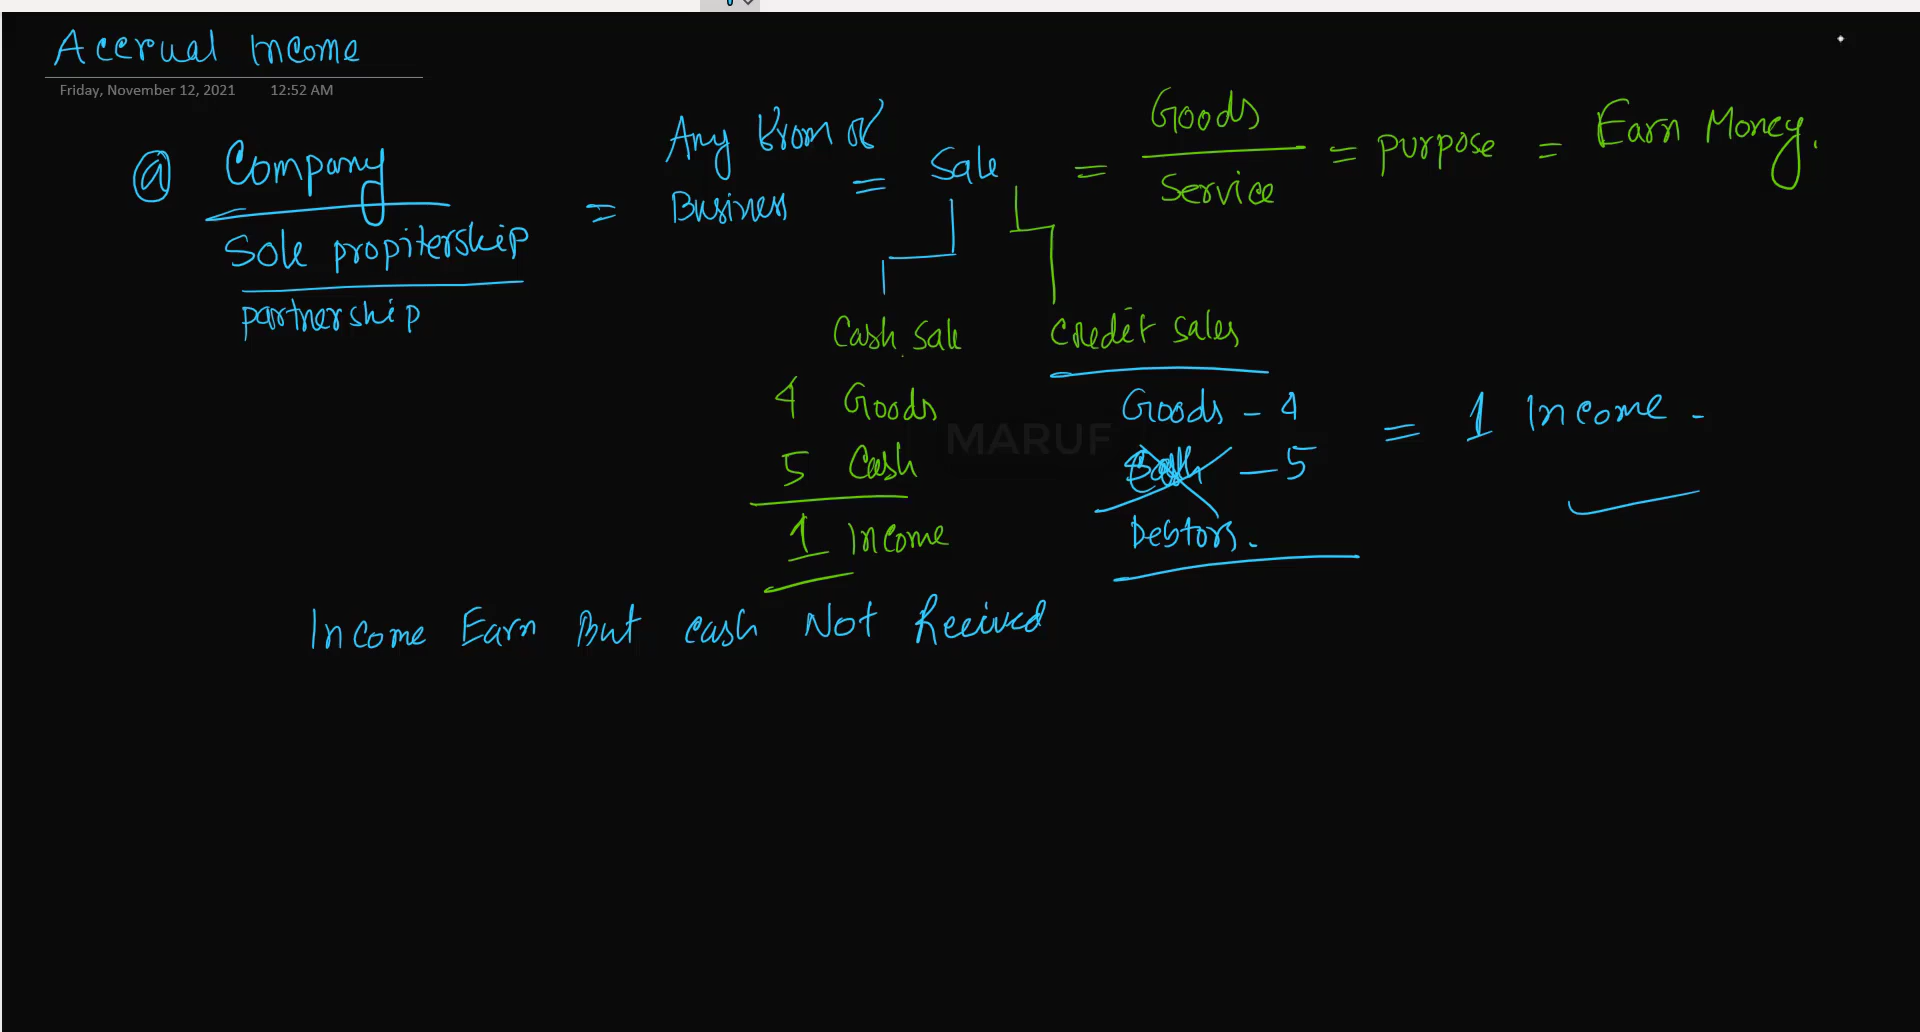 Accrual Income
Friday, November 12, 2021 12:52 AM
@ Company
Sole propitership
partnership
=
Any From of
Business
= Sale =
Goods
Service
= purpose = Earn Money.
Cash Sale
4 Goods
5 Cash
1 Income
Credit Sales
Goods - 4
Cash - 5
Debtors.
= 1 Income -
MARUF
Income Earn But cash Not Received